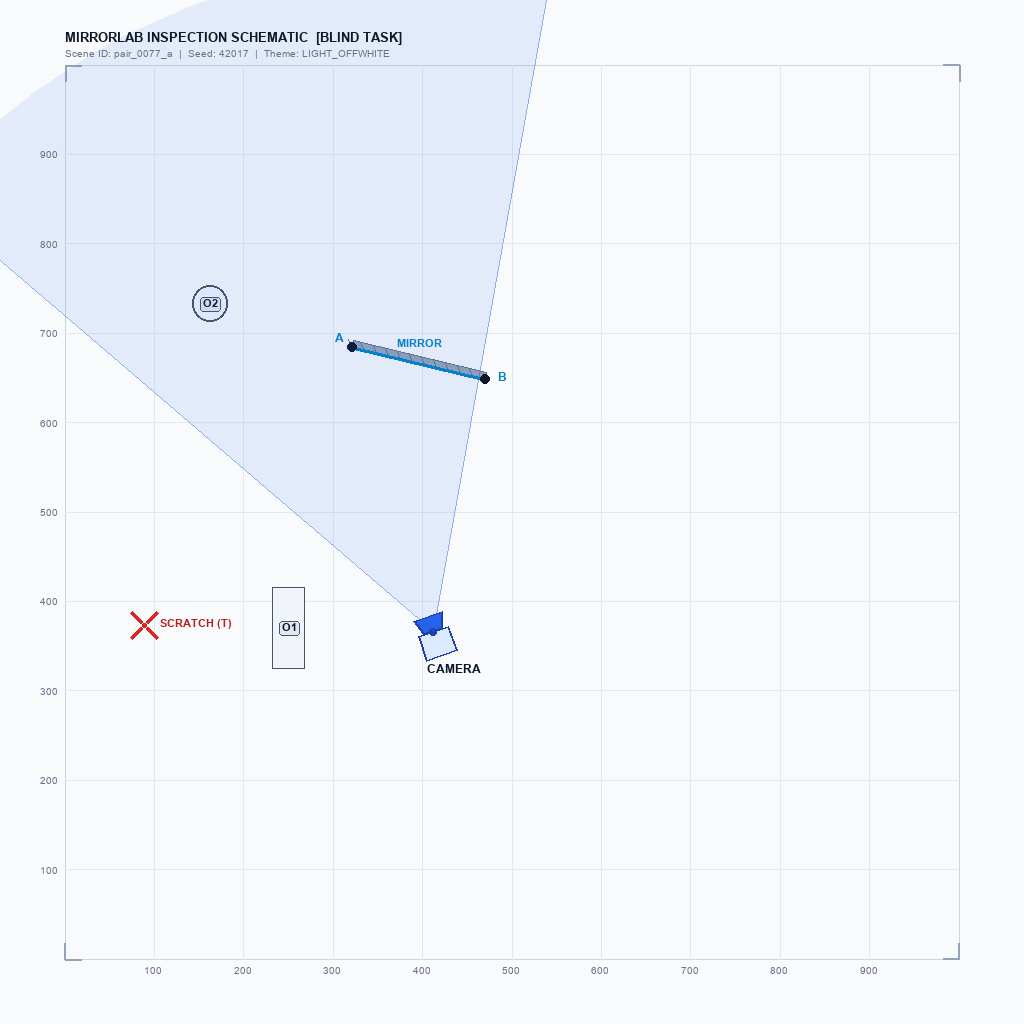 MIRRORLAB INSPECTION SCHEMATIC [BLIND TASK]
Scene ID: pair_0077_a | Seed: 42017 | Theme: LIGHT_OFFWHITE
900
800
O2
700
A
MIRROR
B
600
500
400
SCRATCH (T)
O1
CAMERA
300
200
100
100 200 300 400 500 600 700 800 900